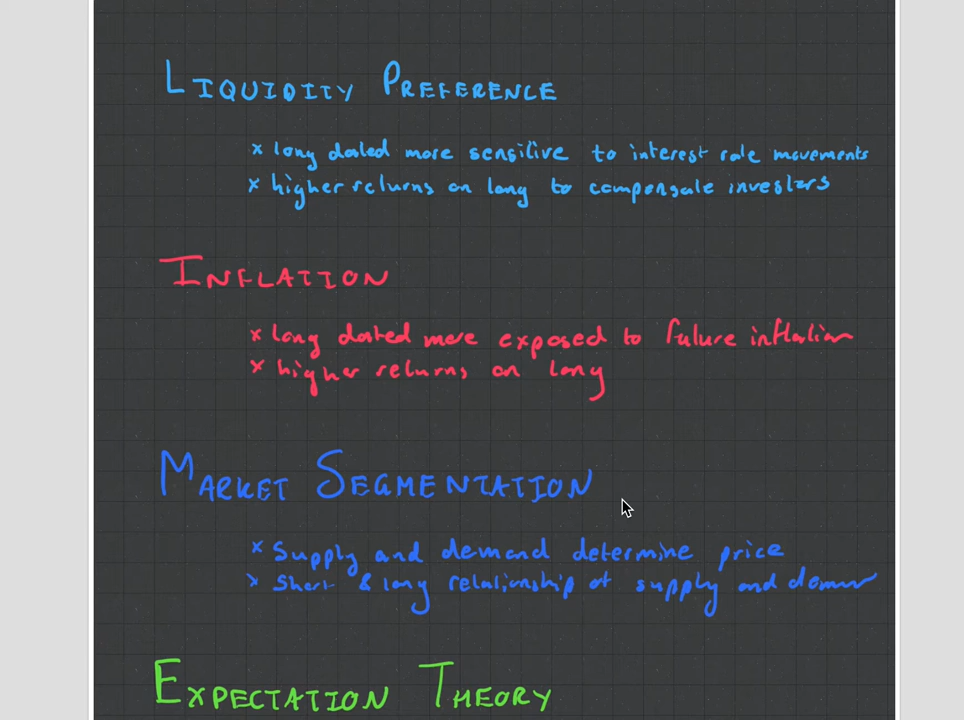 LIQUIDITY PREFERENCE
x long dated more sensitive to interest rate movements
x higher returns on long to compensate investors
INFLATION
x long dated more exposed to future inflation
x higher returns on long
MARKET SEGMENTATION
x Supply and demand determine price
x Short & long relationship of supply and deman
EXPECTATION THEORY